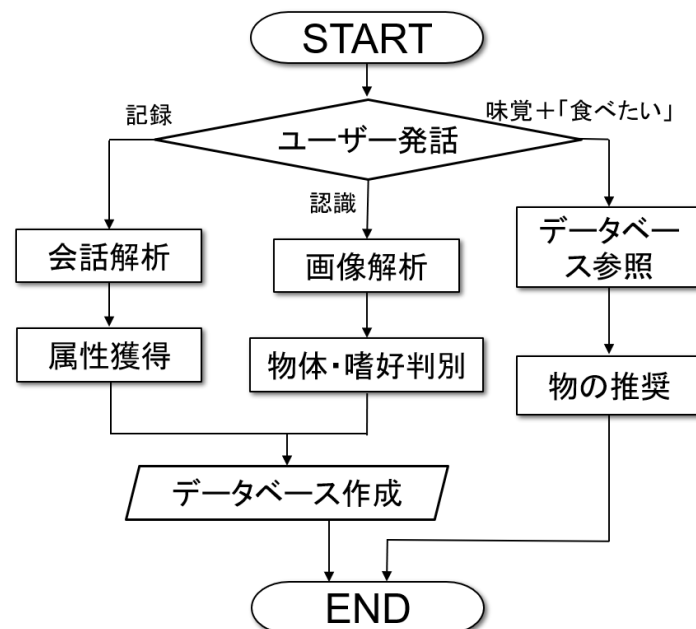 START
記録
味覚＋「食べたい」
ユーザー発話
認識
会話解析
画像解析
データベー
ス参照
属性獲得
物体・嗜好判別
物の推奨
データベース作成
END